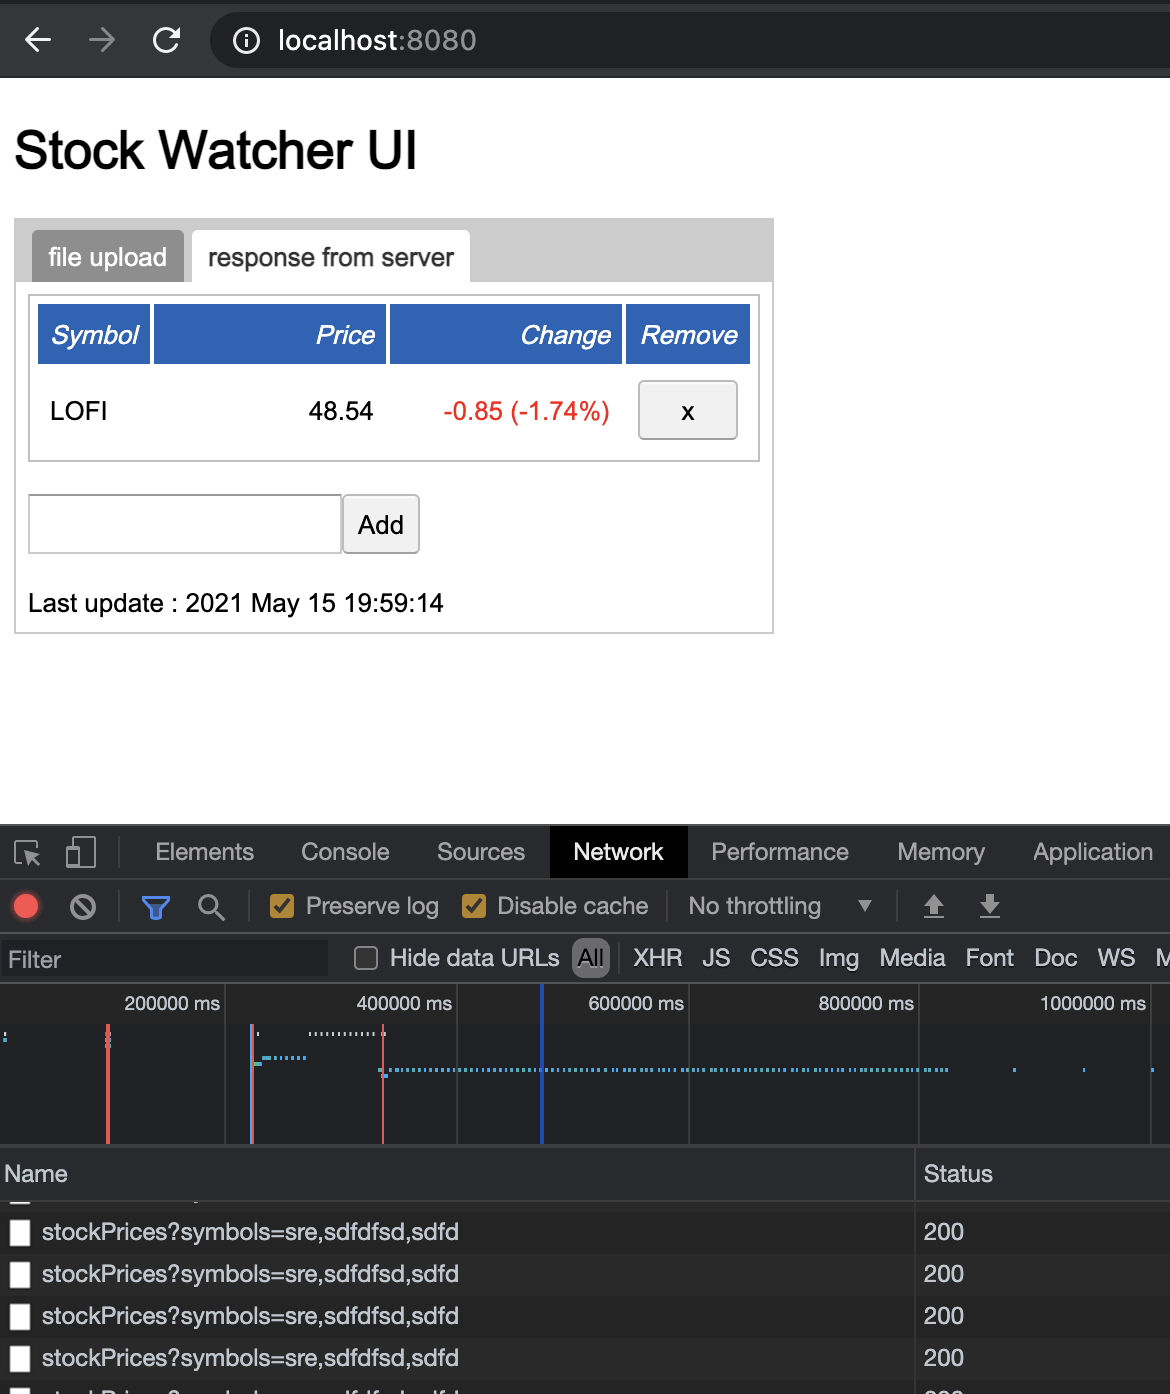 localhost:8080
Stock Watcher UI
file upload response from server
Symbol Price Change Remove
LOFI 48.54 -0.85 (-1.74%) x
Add
Last update : 2021 May 15 19:59:14
Elements Console Sources Network Performance Memory Application
Preserve log Disable cache No throttling
Filter Hide data URLs All XHR JS CSS Img Media Font Doc WS
200000 ms 400000 ms 600000 ms 800000 ms 1000000 ms
Name Status
stockPrices?symbols=sre,sdfdfsd,sdfd 200
stockPrices?symbols=sre,sdfdfsd,sdfd 200
stockPrices?symbols=sre,sdfdfsd,sdfd 200
stockPrices?symbols=sre,sdfdfsd,sdfd 200